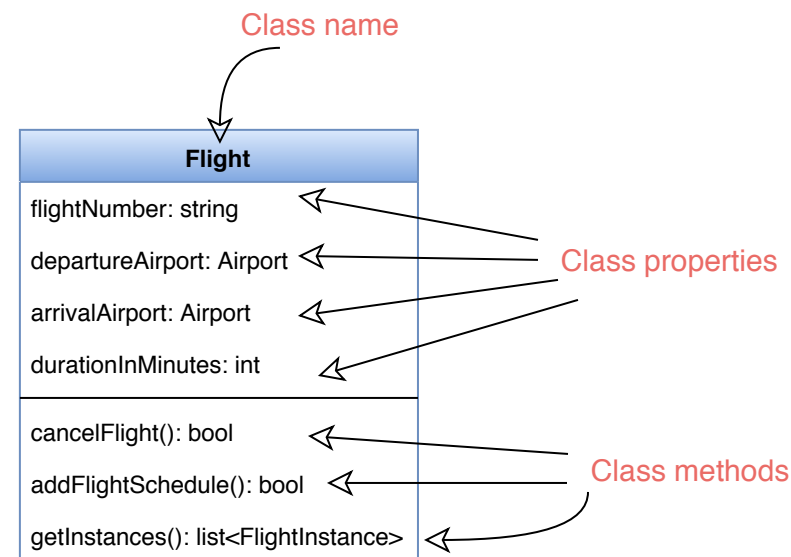 Class name
Flight
flightNumber: string
departureAirport: Airport
arrivalAirport: Airport
durationInMinutes: int
Class properties
cancelFlight(): bool
addFlightSchedule(): bool
getInstances(): list<FlightInstance>
Class methods